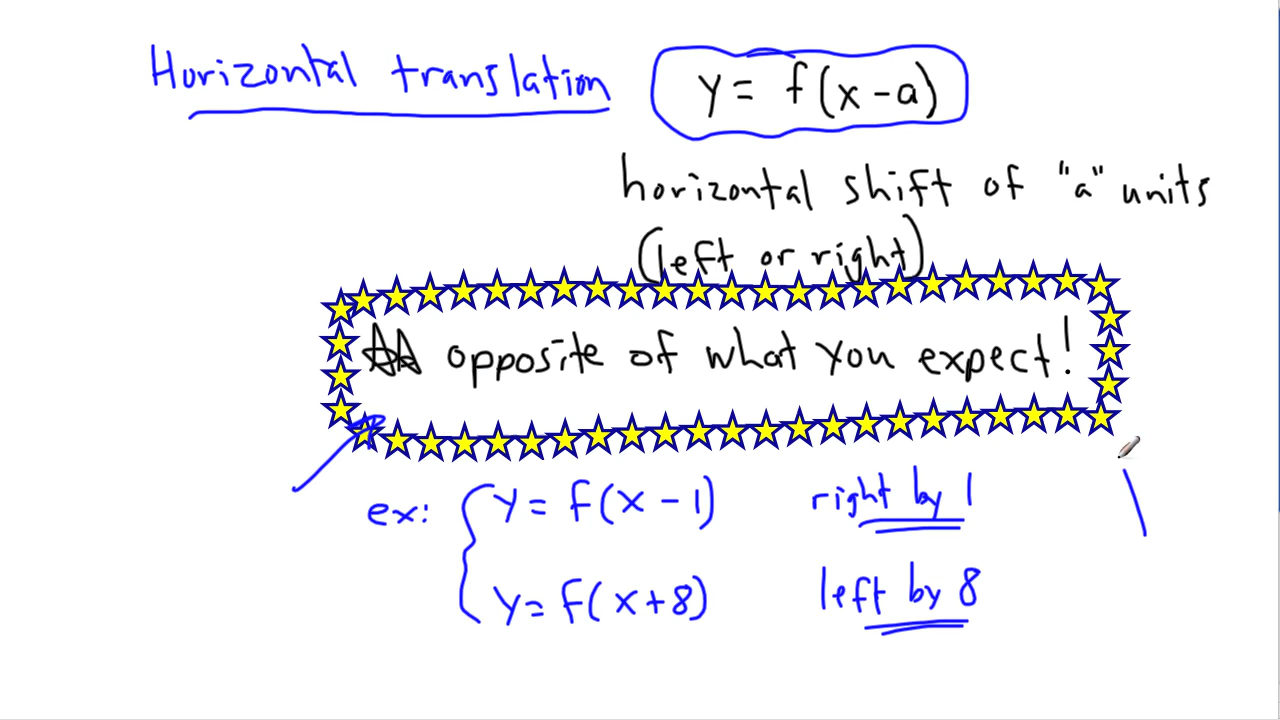 Horizontal translation y = f(x-a)
horizontal shift of "a" units
(left or right)
opposite of what you expect!
ex: y = f(x-1) right by 1
y = f(x+8) left by 8